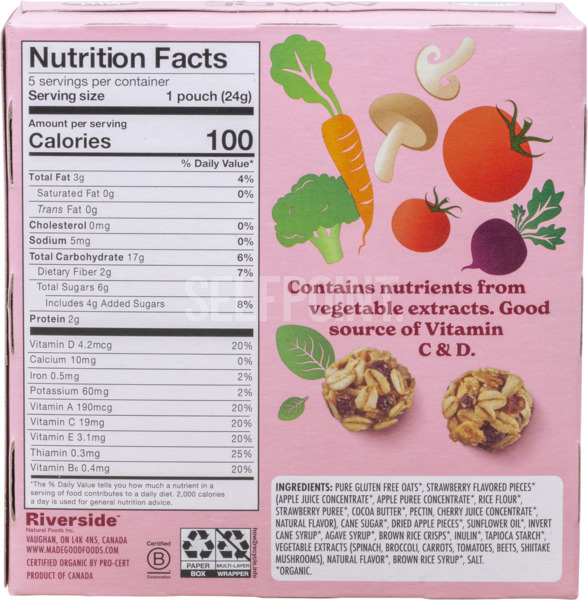 Nutrition Facts
5 servings per container
Serving size 1 pouch (24g)
Amount per serving
Calories 100
% Daily Value*
Total Fat 3g 4%
Saturated Fat 0g 0%
Trans Fat 0g
Cholesterol 0mg 0%
Sodium 5mg 0%
Total Carbohydrate 17g 6%
Dietary Fiber 2g 7%
Total Sugars 6g
Includes 4g Added Sugars 8%
Protein 2g
Vitamin D 4.2mcg 20%
Calcium 10mg 0%
Iron 0.5mg 2%
Potassium 60mg 2%
Vitamin A 190mcg 20%
Vitamin C 19mg 20%
Vitamin E 3.1mg 20%
Thiamin 0.3mg 25%
Vitamin B6 0.4mg 20%
*The % Daily Value tells you how much a nutrient in a
serving of food contributes to a daily diet. 2,000 calories
a day is used for general nutrition advice.
Riverside™
Natural Foods Inc.
VAUGHAN, ON L4K 4N5, CANADA
WWW.MADEGOODFOODS.COM
CERTIFIED ORGANIC BY PRO-CERT
PRODUCT OF CANADA
Certified
B
Corporation
PAPER
BOX
MULTI-LAYER
WRAPPER
how2recycle.info
SELFPOINT
Contains nutrients from
vegetable extracts. Good
source of Vitamin
C & D.
INGREDIENTS: PURE GLUTEN FREE OATS*, STRAWBERRY FLAVORED PIECES*
(APPLE JUICE CONCENTRATE*, APPLE PUREE CONCENTRATE*, RICE FLOUR*,
STRAWBERRY PUREE*, COCOA BUTTER*, PECTIN, CHERRY JUICE CONCENTRATE*,
NATURAL FLAVOR), CANE SUGAR*, DRIED APPLE PIECES*, SUNFLOWER OIL*, INVERT
CANE SYRUP*, AGAVE SYRUP*, BROWN RICE CRISPS*, INULIN*, TAPIOCA STARCH*,
VEGETABLE EXTRACTS (SPINACH, BROCCOLI, CARROTS, TOMATOES, BEETS, SHIITAKE
MUSHROOMS), NATURAL FLAVOR*, BROWN RICE SYRUP*, SALT.
*ORGANIC.